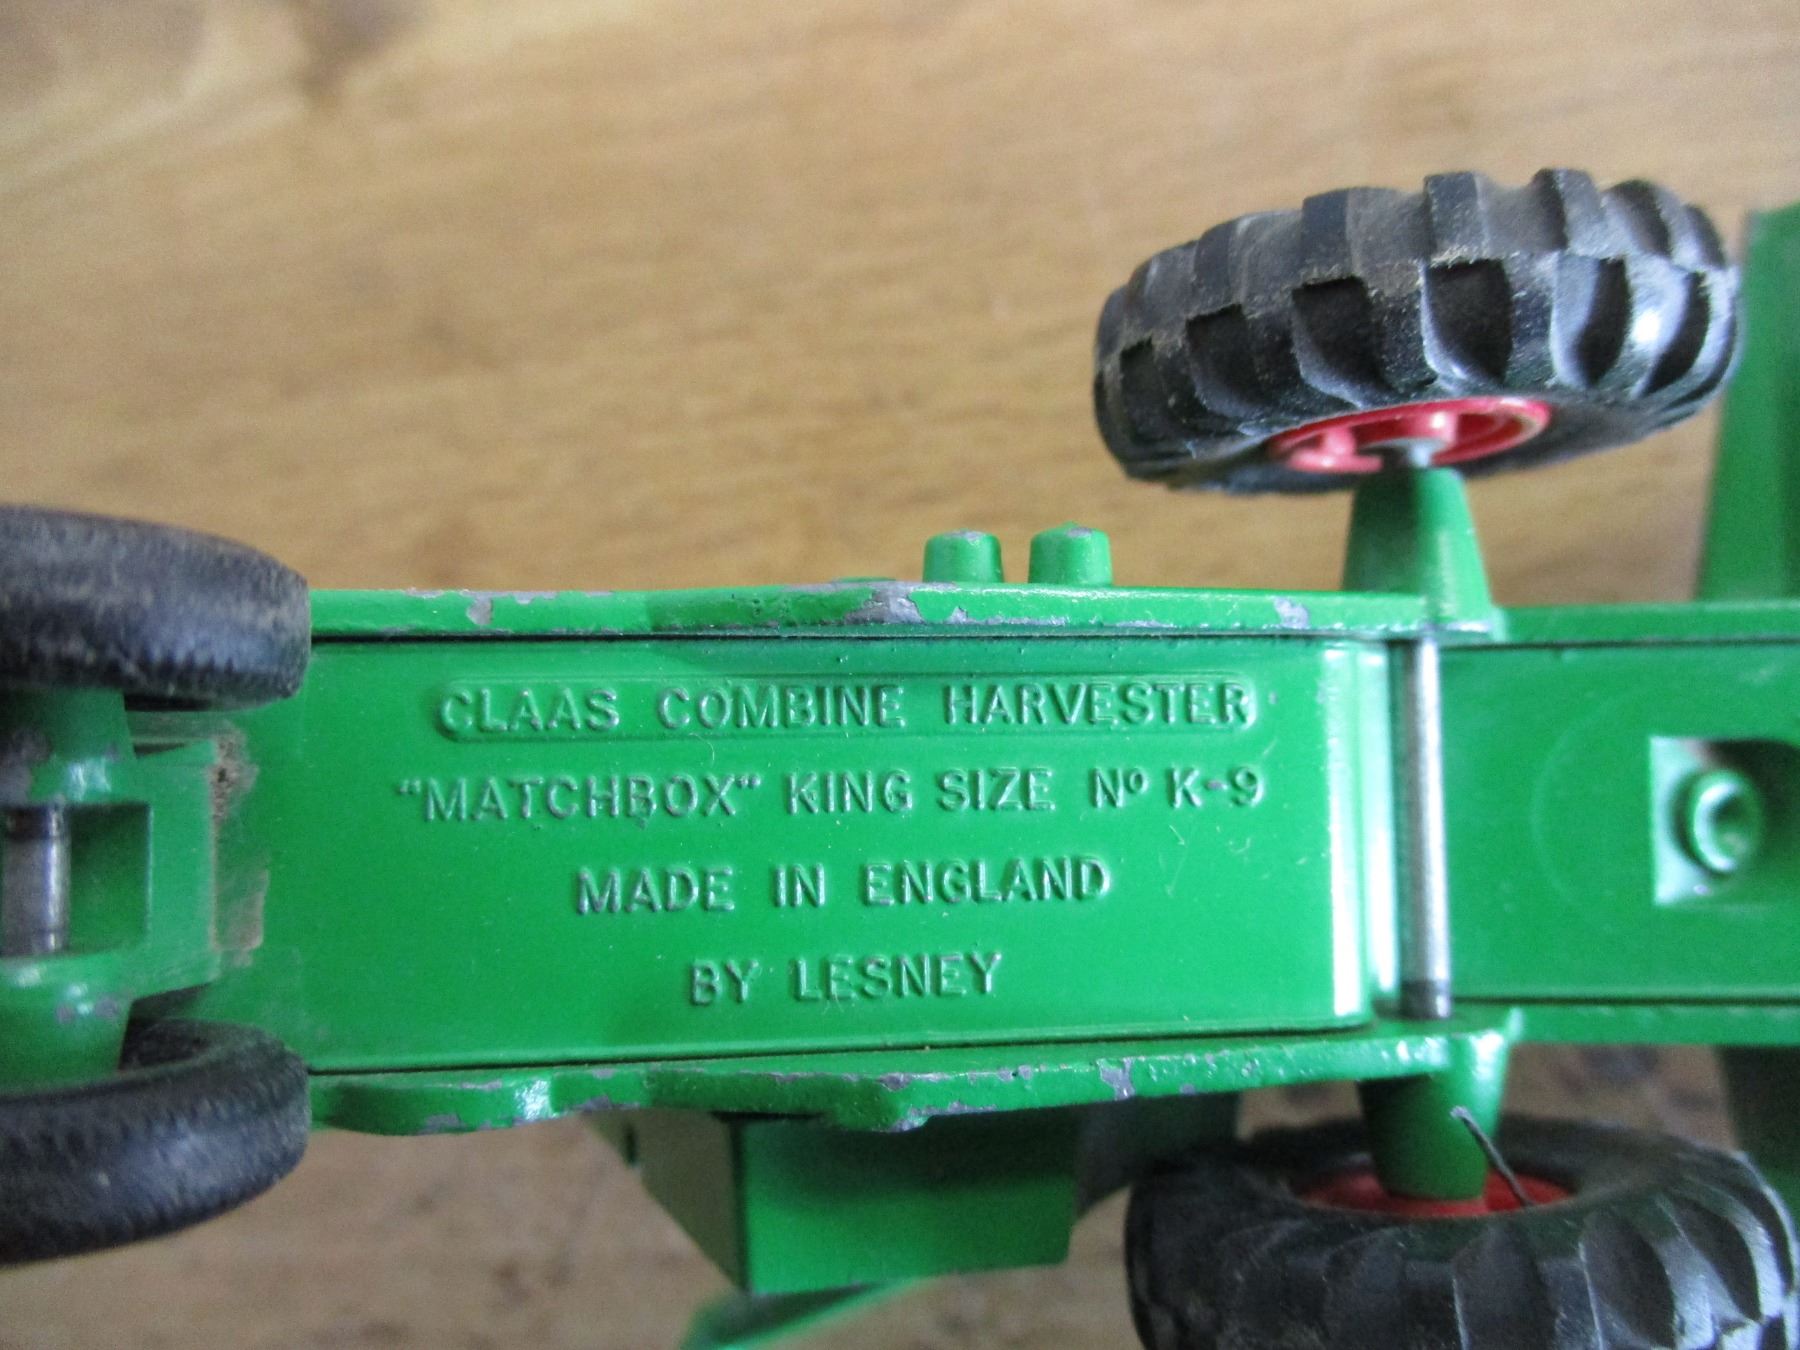 CLAAS COMBINE HARVESTER
"MATCHBOX" KING SIZE Nº K-9
MADE IN ENGLAND
BY LESNEY